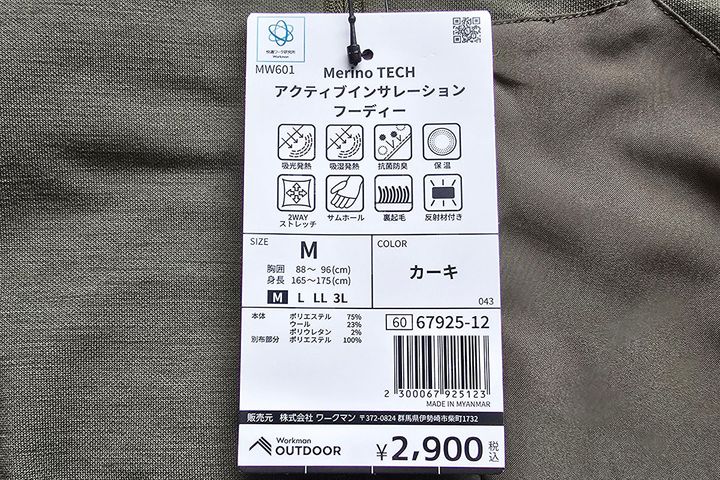 快適ワーク研究所
Workman
MW601
Merino TECH
アクティブインサレーション
フーディー
吸光発熱 吸湿発熱 抗菌防臭 保温
2WAY
ストレッチ サムホール 裏起毛 反射材付き
SIZE
M
胸囲 88〜 96(cm)
身長 165〜175(cm)
M L LL 3L
COLOR
カーキ
043
本体 ポリエステル 75%
ウール 23%
ポリウレタン 2%
別布部分 ポリエステル 100%
60 67925-12
2 300067 925123
MADE IN MYANMAR
販売元 株式会社 ワークマン 〒372-0824 群馬県伊勢崎市柴町1732
Workman
OUTDOOR
¥2,900 税込